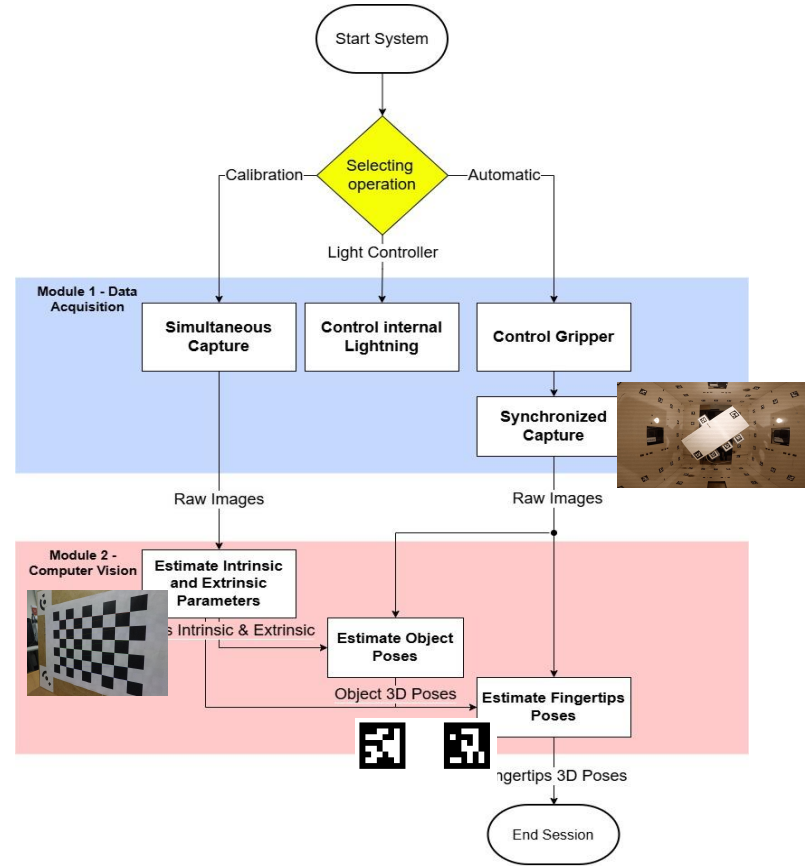 Start System
Selecting
operation
Calibration
Automatic
Light Controller
Module 1 - Data
Acquisition
Simultaneous
Capture
Control internal
Lightning
Control Gripper
Synchronized
Capture
Raw Images
Raw Images
Module 2 -
Computer Vision
Estimate Intrinsic
and Extrinsic
Parameters
s Intrinsic & Extrinsic
Estimate Object
Poses
Object 3D Poses
Estimate Fingertips
Poses
ngertips 3D Poses
End Session